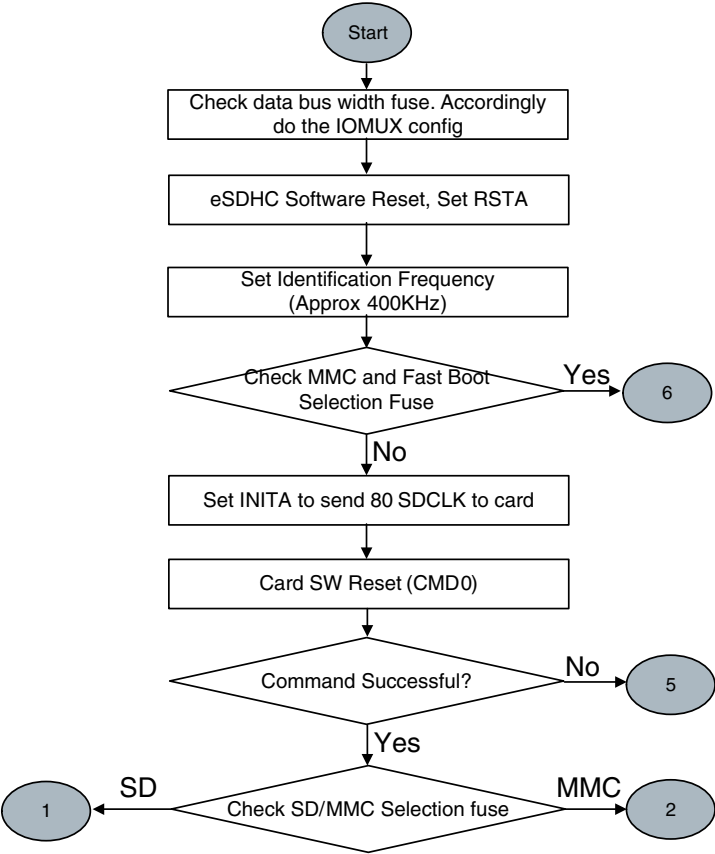 Start
Check data bus width fuse. Accordingly
do the IOMUX config
eSDHC Software Reset, Set RSTA
Set Identification Frequency
(Approx 400KHz)
Check MMC and Fast Boot
Selection Fuse
Yes
6
No
Set INITA to send 80 SDCLK to card
Card SW Reset (CMD0)
Command Successful?
No
5
Yes
SD
MMC
1
Check SD/MMC Selection fuse
2